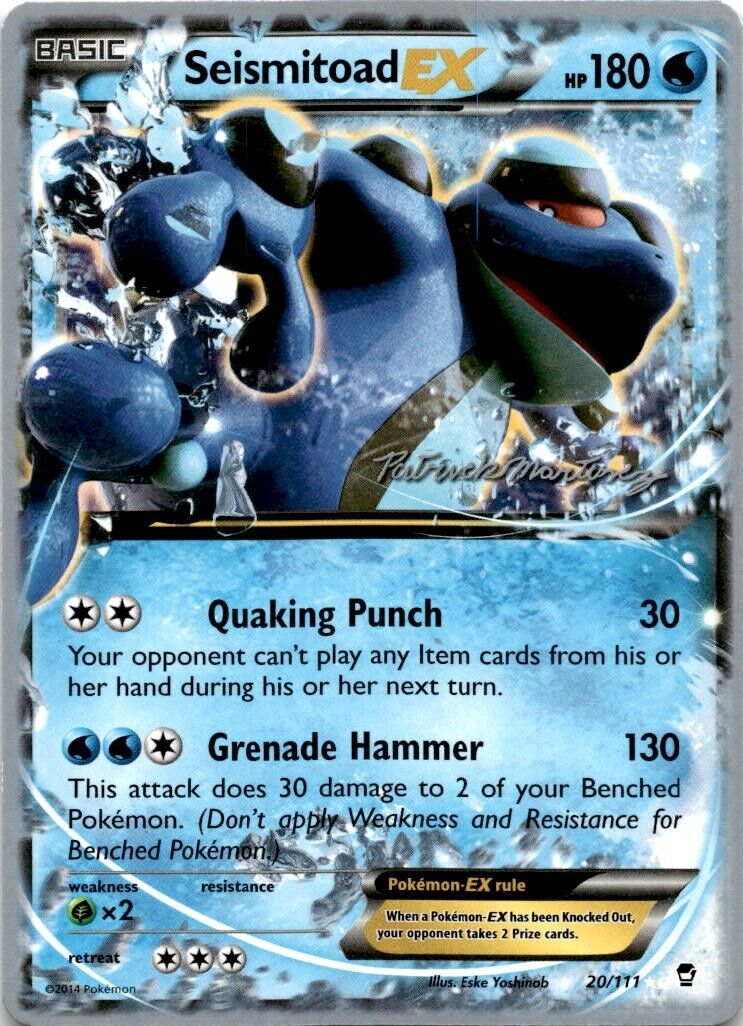 BASIC
Seismitoad EX HP 180
Patrick Martinez
Quaking Punch 30
Your opponent can't play any Item cards from his or
her hand during his or her next turn.
Grenade Hammer 130
This attack does 30 damage to 2 of your Benched
Pokémon. (Don't apply Weakness and Resistance for
Benched Pokémon.)
weakness resistance
×2
Pokémon-EX rule
When a Pokémon-EX has been Knocked Out,
your opponent takes 2 Prize cards.
retreat
©2014 Pokémon
Illus. Eske Yoshinob 20/111